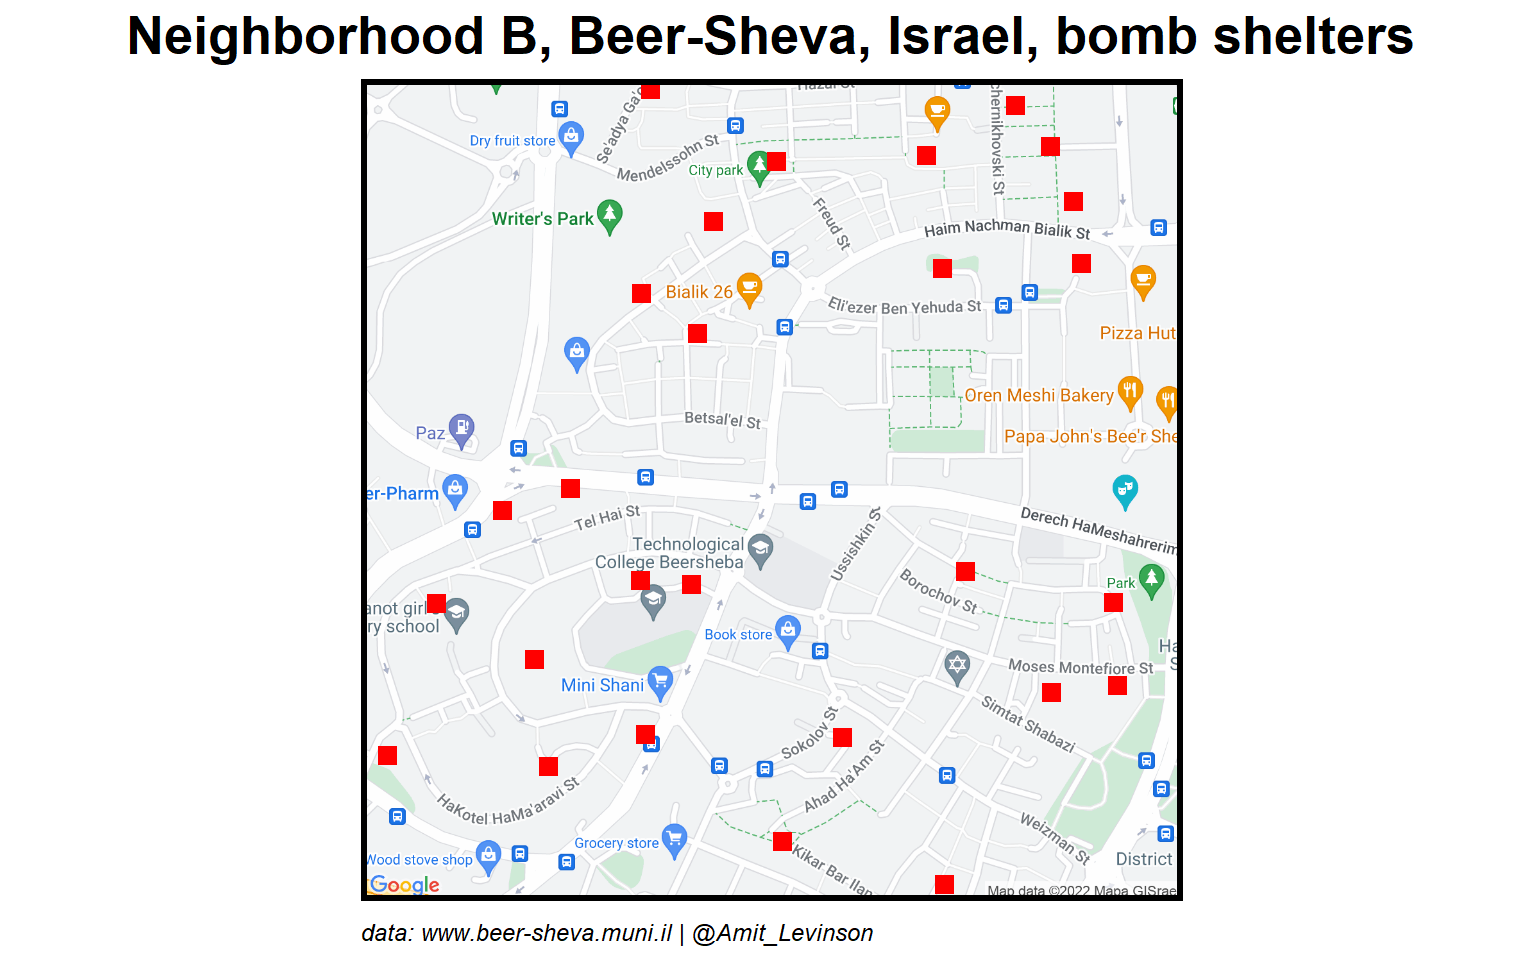 Neighborhood B, Beer-Sheva, Israel, bomb shelters
Hazal St
Se'adya Ga'o
chernikhovski St
Dry fruit store
Mendelssohn St
City park
Writer's Park
Freud St
Haim Nachman Bialik St
Bialik 26
Eli'ezer Ben Yehuda St
Pizza Hut
Oren Meshi Bakery
Betsal'el St
Paz
Papa John's Bee'r She
er-Pharm
Tel Hai St
Ussishkin St
Derech HaMeshahrerim
Technological
College Beersheba
Borochov St
Park
anot girl
ry school
Book store
Ha
S
Moses Montefiore St
Mini Shani
Simtat Shabazi
Sokolov St
Ahad Ha'Am St
HaKotel HaMa'aravi St
Weizman St
Grocery store
Wood stove shop
Kikar Bar Ilan
District
Google
Map data ©2022 Mapa GISrae
data: www.beer-sheva.muni.il | @Amit_Levinson